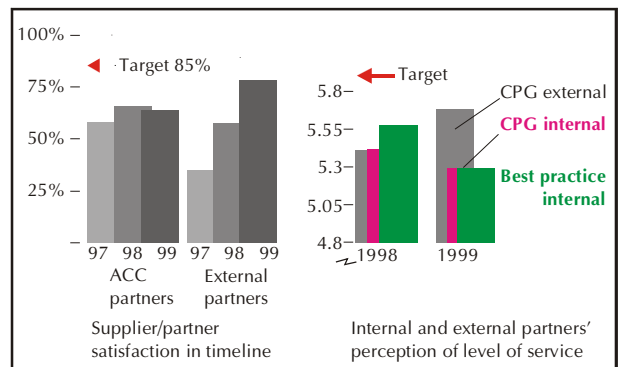 100%
Target 85%
75%
50%
25%
97 98 99 97 98 99
ACC partners
External partners
Supplier/partner
satisfaction in timeline
Target
5.8
5.55
5.3
5.05
4.8
CPG external
CPG internal
Best practice
internal
1998 1999
Internal and external partners’
perception of level of service